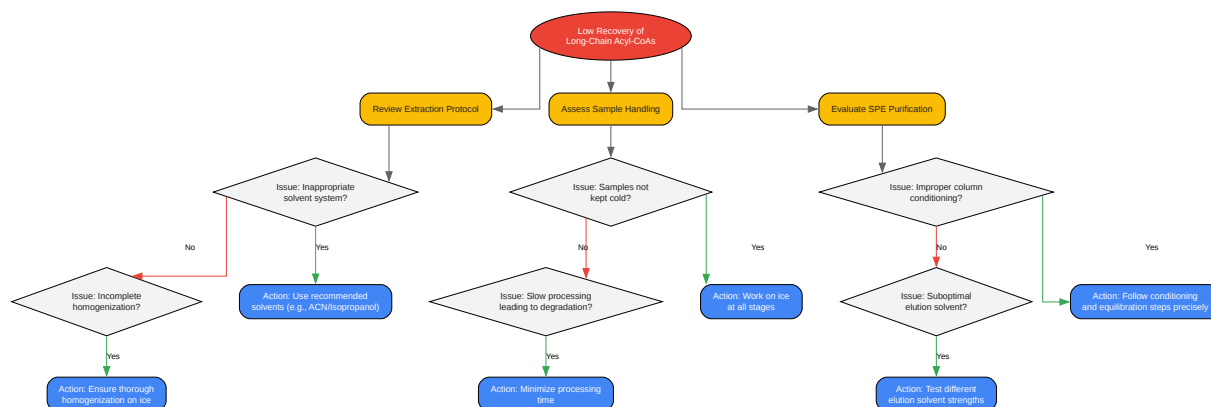 Low Recovery of
Long-Chain Acyl-CoAs
Review Extraction Protocol
Assess Sample Handling
Evaluate SPE Purification
Issue: Inappropriate
solvent system?
Issue: Samples not
kept cold?
Issue: Improper column
conditioning?
No
Yes
No
Yes
No
Yes
Issue: Incomplete
homogenization?
Action: Use recommended
solvents (e.g., ACN/Isopropanol)
Issue: Slow processing
leading to degradation?
Action: Work on ice
at all stages
Issue: Suboptimal
elution solvent?
Action: Follow conditioning
and equilibration steps precisely
Yes
Yes
Yes
Action: Ensure thorough
homogenization on ice
Action: Minimize processing
time
Action: Test different
elution solvent strengths